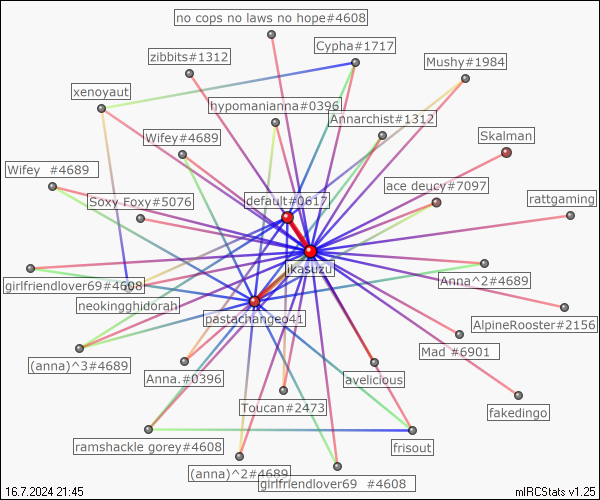 no cops no laws no hope#4608
Cypha#1717
zibbits#1312
Mushy#1984
xenoyaut
hypomanianna#0396
Annarchist#1312
Wifey#4689
Skalman
Wifey  #4689
ace deucy#7097
Soxy Foxy#5076
default#0617
rattgaming
ikasuzu
Anna^2#4689
girlfriendlover69#4608
neokingghidorah
pastachangeo41
AlpineRooster#2156
Mad #6901
(anna)^3#4689
Anna.#0396
avelicious
Toucan#2473
fakedingo
ramshackle gorey#4608
frisout
(anna)^2#4689
girlfriendlover69  #4608
16.7.2024 21:45
mIRCStats v1.25